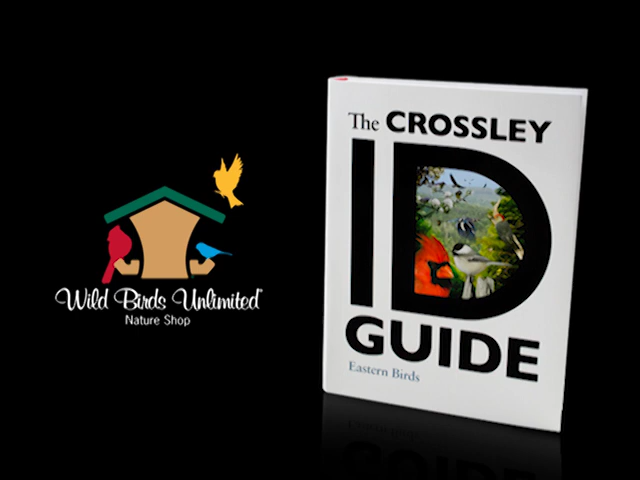 Wild Birds Unlimited®
Nature Shop
The CROSSLEY
ID
GUIDE
Eastern Birds